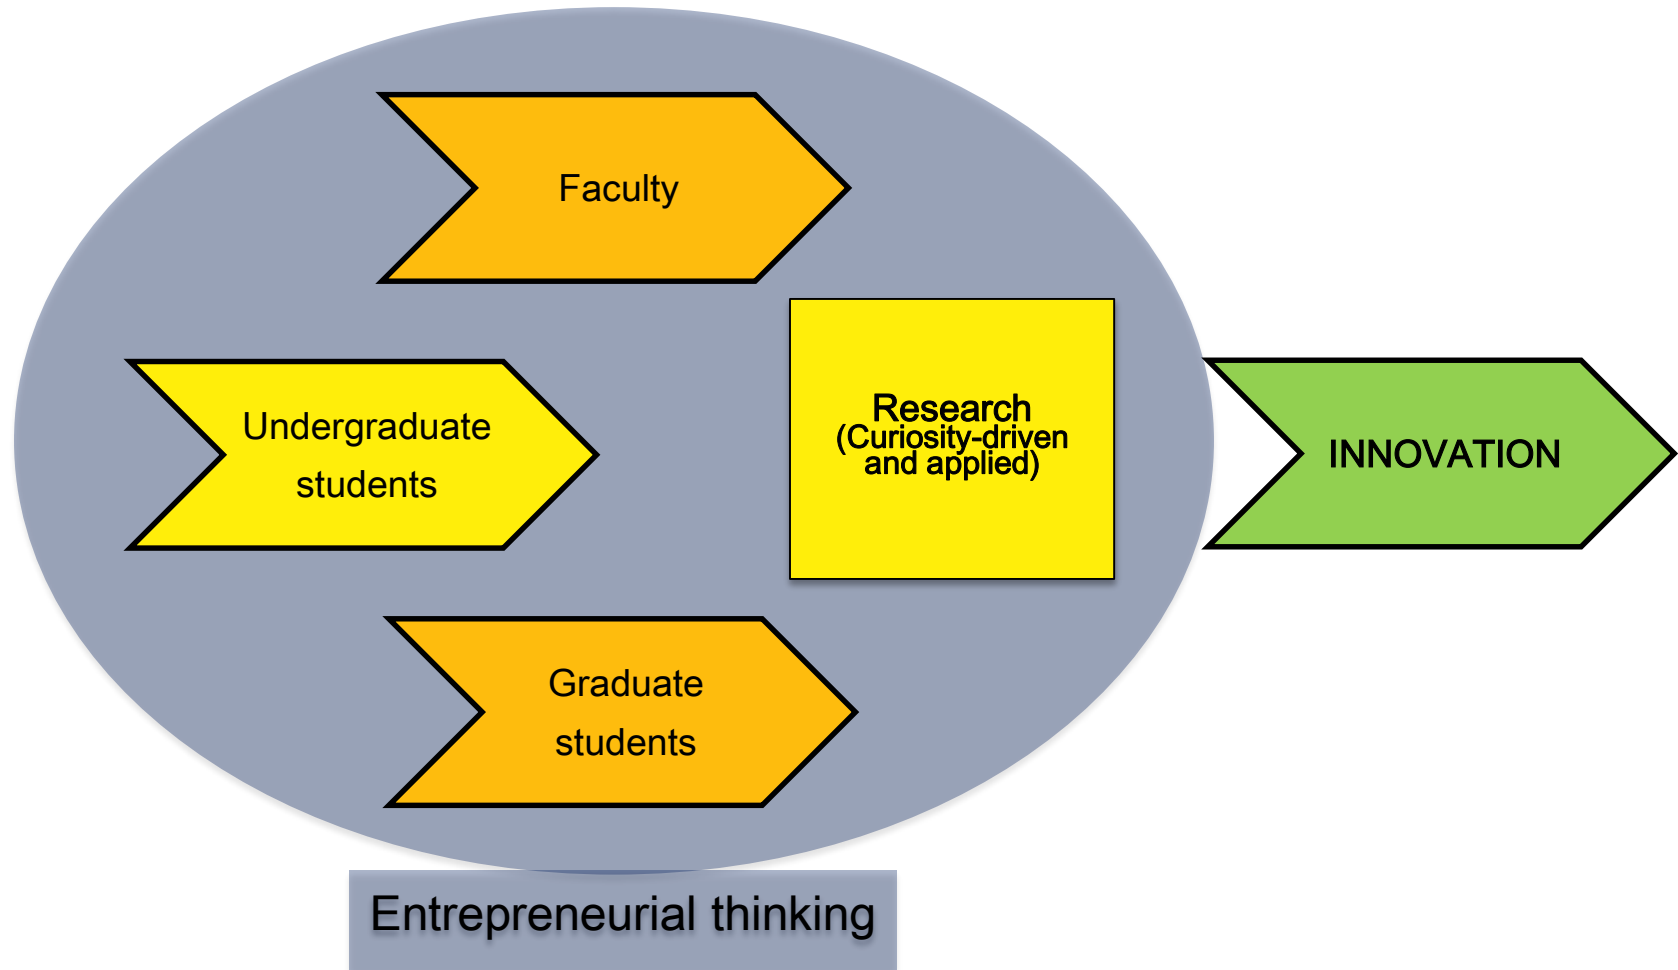 Faculty
Undergraduate
students
Research
(Curiosity-driven
and applied)
INNOVATION
Graduate
students
Entrepreneurial thinking